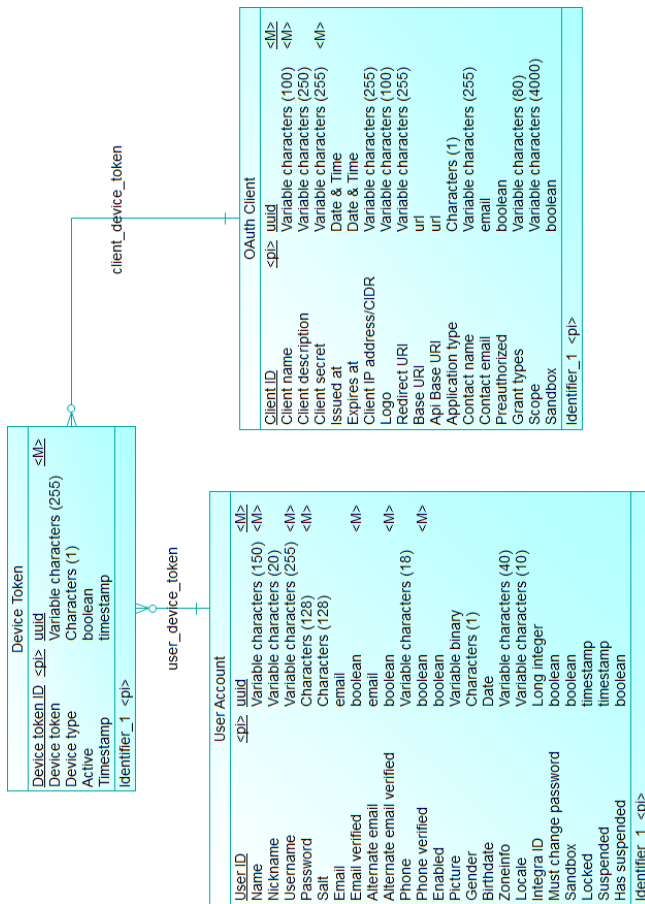 Device Token
Device token ID <pi> uuid <M>
Device token Variable characters (255)
Device type Characters (1)
Active boolean
Timestamp timestamp
Identifier_1 <pi>
user_device_token
client_device_token
User Account
User ID <pi> uuid <M>
Name Variable characters (150) <M>
Nickname Variable characters (20)
Username Variable characters (255) <M>
Password Characters (128) <M>
Salt Characters (128)
Email email
Email verified boolean <M>
Alternate email email
Alternate email verified boolean <M>
Phone Variable characters (18)
Phone verified boolean <M>
Enabled boolean
Picture Variable binary
Gender Characters (1)
Birthdate Date
Zoneinfo Variable characters (40)
Locale Variable characters (10)
Integra ID Long integer
Must change password boolean
Sandbox boolean
Locked timestamp
Suspended timestamp
Has suspended boolean
Identifier_1 <pi>
OAuth Client
Client ID <pi> uuid <M>
Client name Variable characters (100) <M>
Client description Variable characters (250)
Client secret Variable characters (255) <M>
Issued at Date & Time
Expires at Date & Time
Client IP address/CIDR Variable characters (255)
Logo Variable characters (100)
Redirect URI Variable characters (255)
Base URI url
Api Base URI url
Application type Characters (1)
Contact name Variable characters (255)
Contact email email
Preauthorized boolean
Grant types Variable characters (80)
Scope Variable characters (4000)
Sandbox boolean
Identifier_1 <pi>